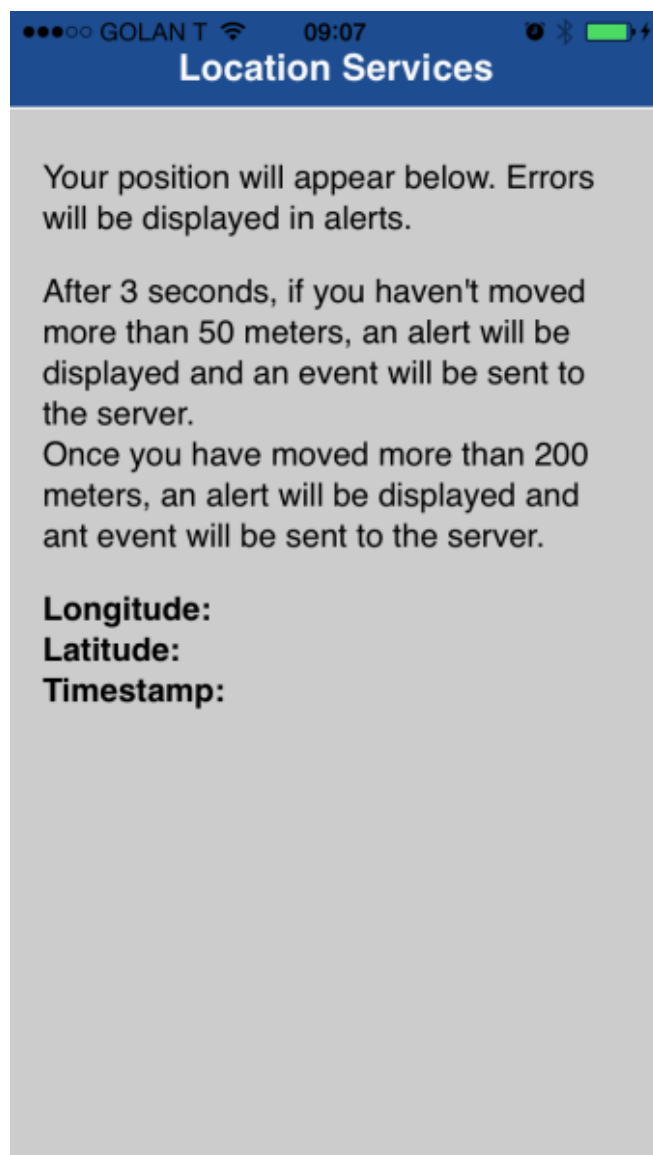 GOLAN T 09:07
Location Services
Your position will appear below. Errors
will be displayed in alerts.
After 3 seconds, if you haven't moved
more than 50 meters, an alert will be
displayed and an event will be sent to
the server.
Once you have moved more than 200
meters, an alert will be displayed and
ant event will be sent to the server.
Longitude:
Latitude:
Timestamp: